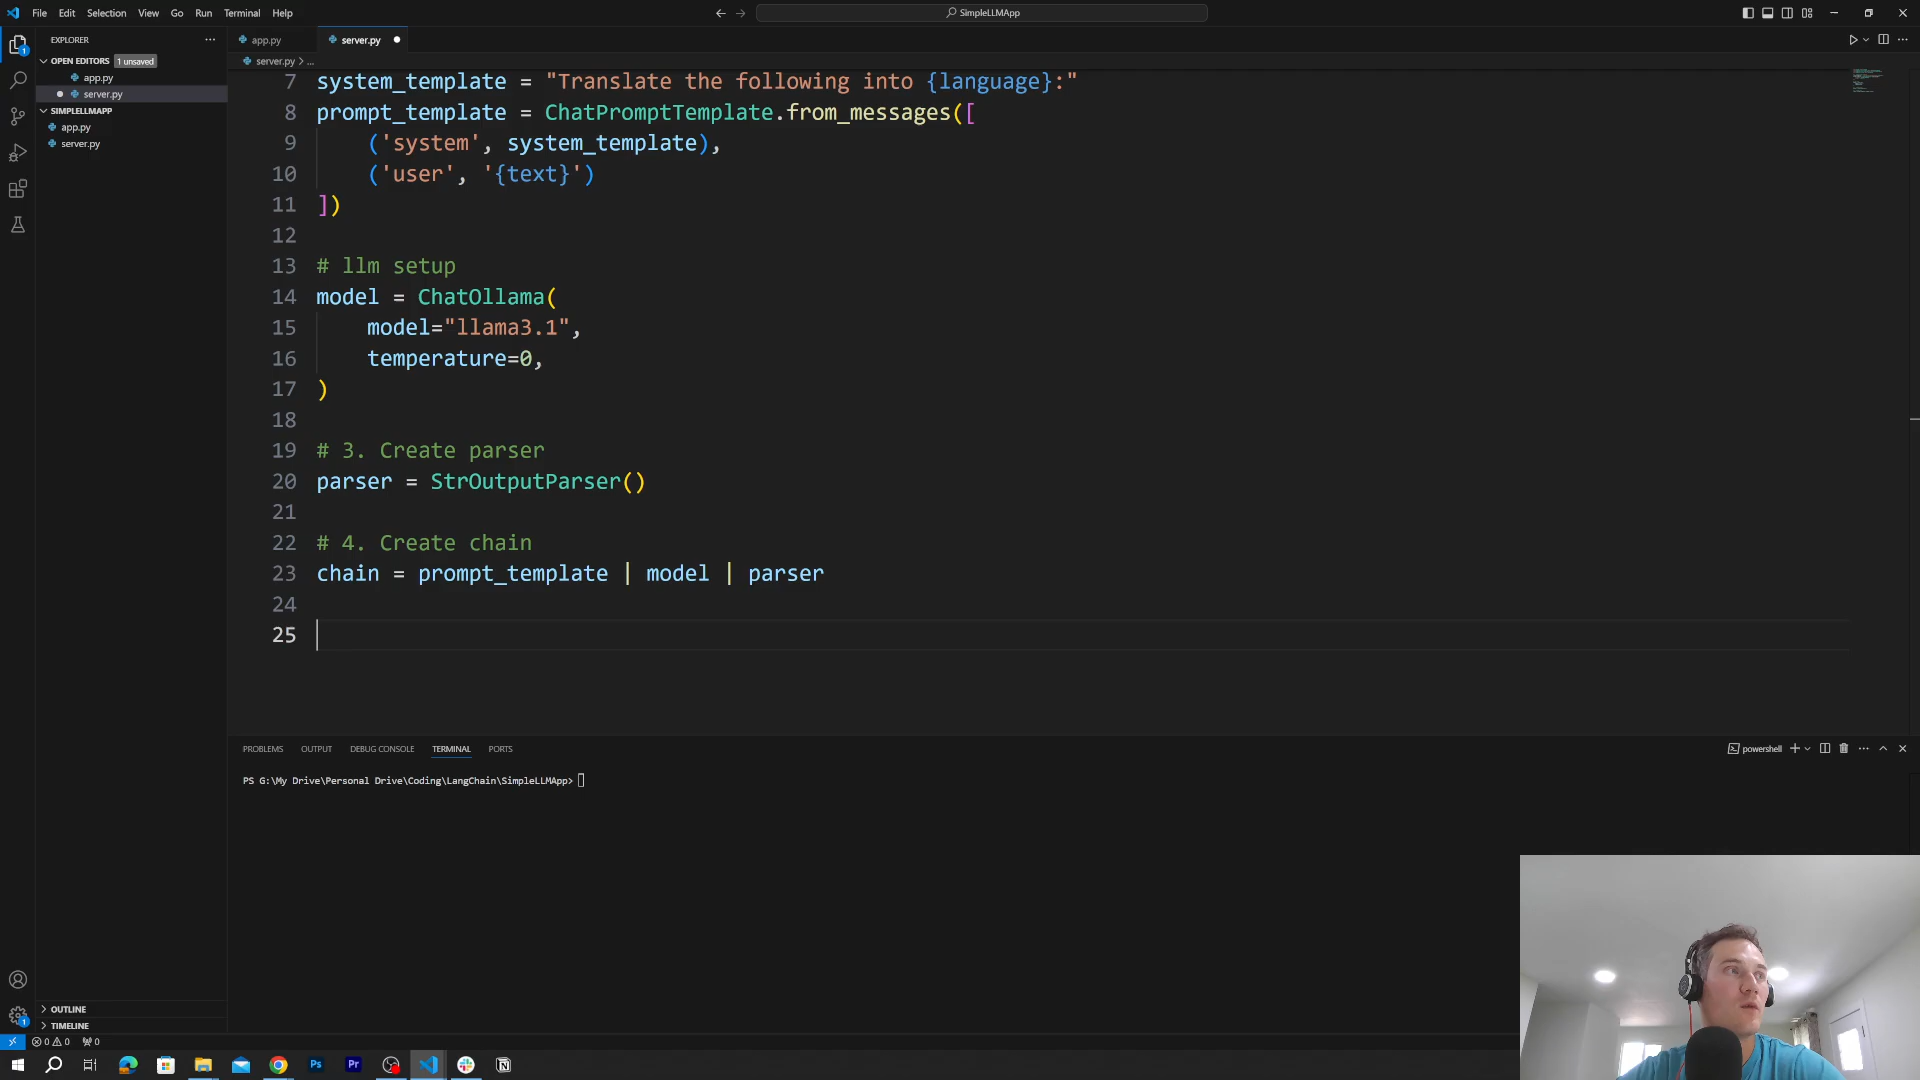 File Edit Selection View Go Run Terminal Help
SimpleLLMApp
EXPLORER
OPEN EDITORS 1 unsaved
app.py
server.py
SIMPLELLMAPP
app.py
server.py
OUTLINE
TIMELINE
app.py server.py
server.py > ...
7 system_template = "Translate the following into {language}:"
8 prompt_template = ChatPromptTemplate.from_messages([
9 ('system', system_template),
10 ('user', '{text}')
11 ])
12
13 # llm setup
14 model = ChatOllama(
15 model="llama3.1",
16 temperature=0,
17 )
18
19 # 3. Create parser
20 parser = StrOutputParser()
21
22 # 4. Create chain
23 chain = prompt_template | model | parser
24
25
PROBLEMS OUTPUT DEBUG CONSOLE TERMINAL PORTS
powershell
PS G:\My Drive\Personal Drive\Coding\LangChain\SimpleLLMApp>
0 0 0
Ps Pr